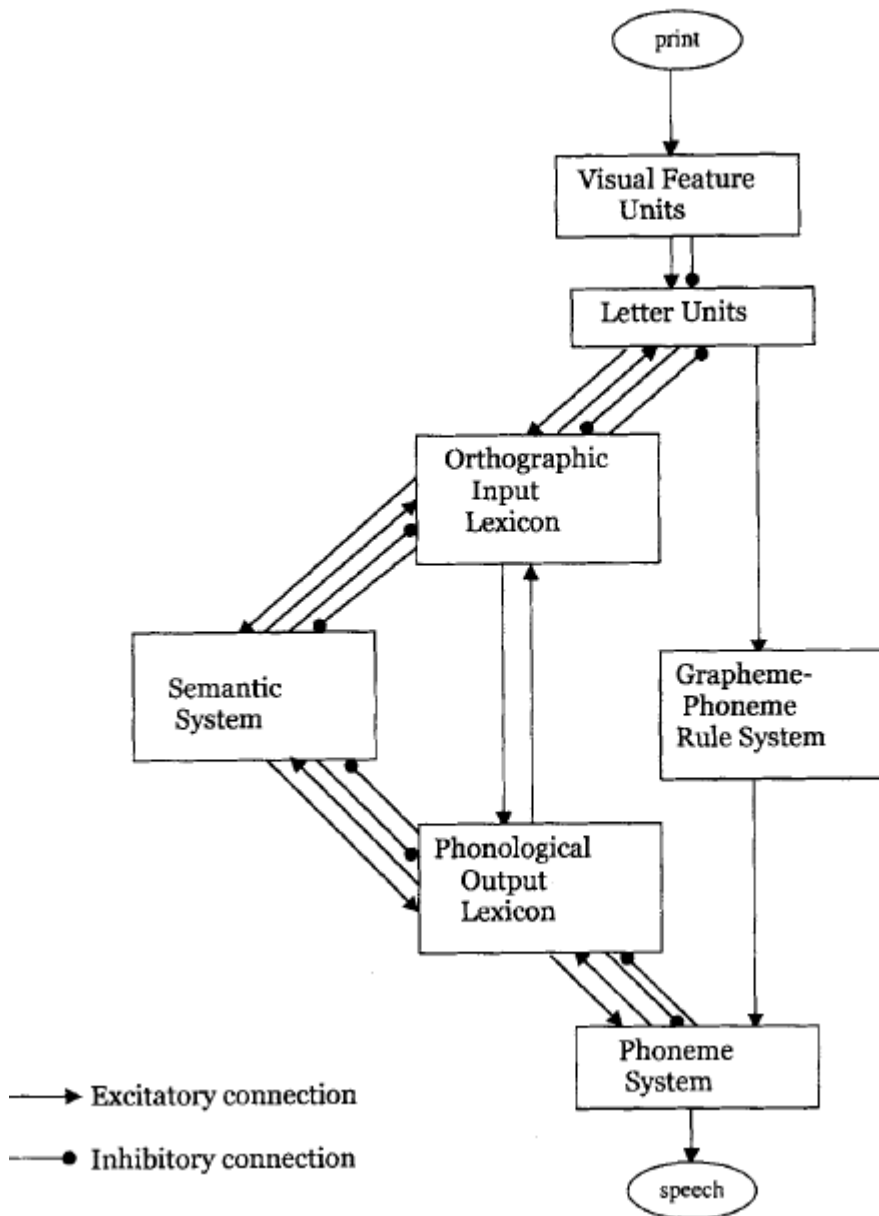 print
Visual Feature
Units
Letter Units
Orthographic
Input
Lexicon
Semantic
System
Grapheme-
Phoneme
Rule System
Phonological
Output
Lexicon
Phoneme
System
Excitatory connection
Inhibitory connection
speech